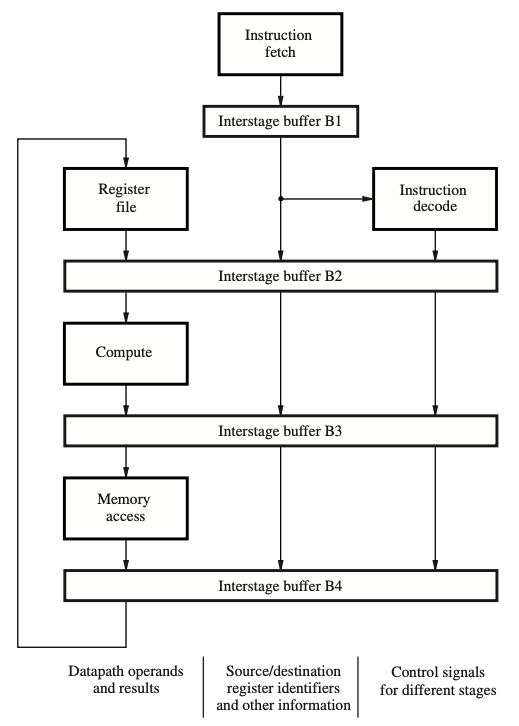 Instruction
fetch
Interstage buffer B1
Register
file
Instruction
decode
Interstage buffer B2
Compute
Interstage buffer B3
Memory
access
Interstage buffer B4
Datapath operands
and results
Source/destination
register identifiers
and other information
Control signals
for different stages